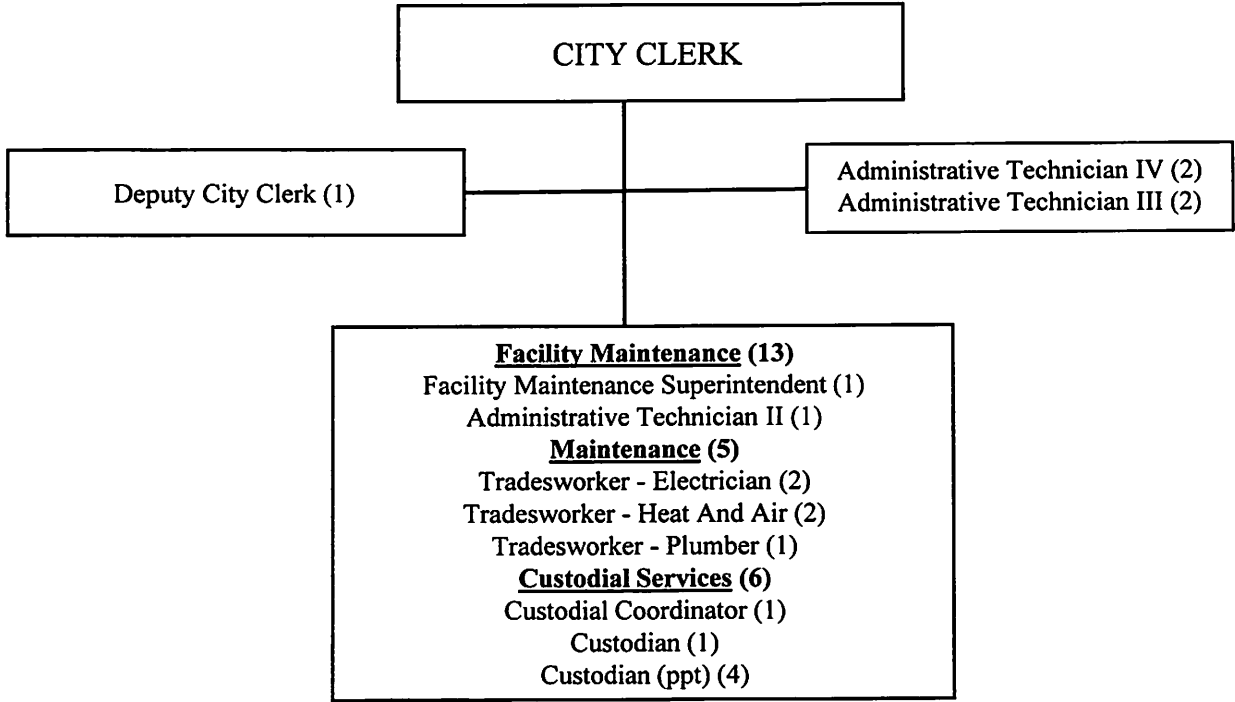 CITY CLERK
Deputy City Clerk (1)
Administrative Technician IV (2)
Administrative Technician III (2)
Facility Maintenance (13)
Facility Maintenance Superintendent (1)
Administrative Technician II (1)
Maintenance (5)
Tradesworker - Electrician (2)
Tradesworker - Heat And Air (2)
Tradesworker - Plumber (1)
Custodial Services (6)
Custodial Coordinator (1)
Custodian (1)
Custodian (ppt) (4)